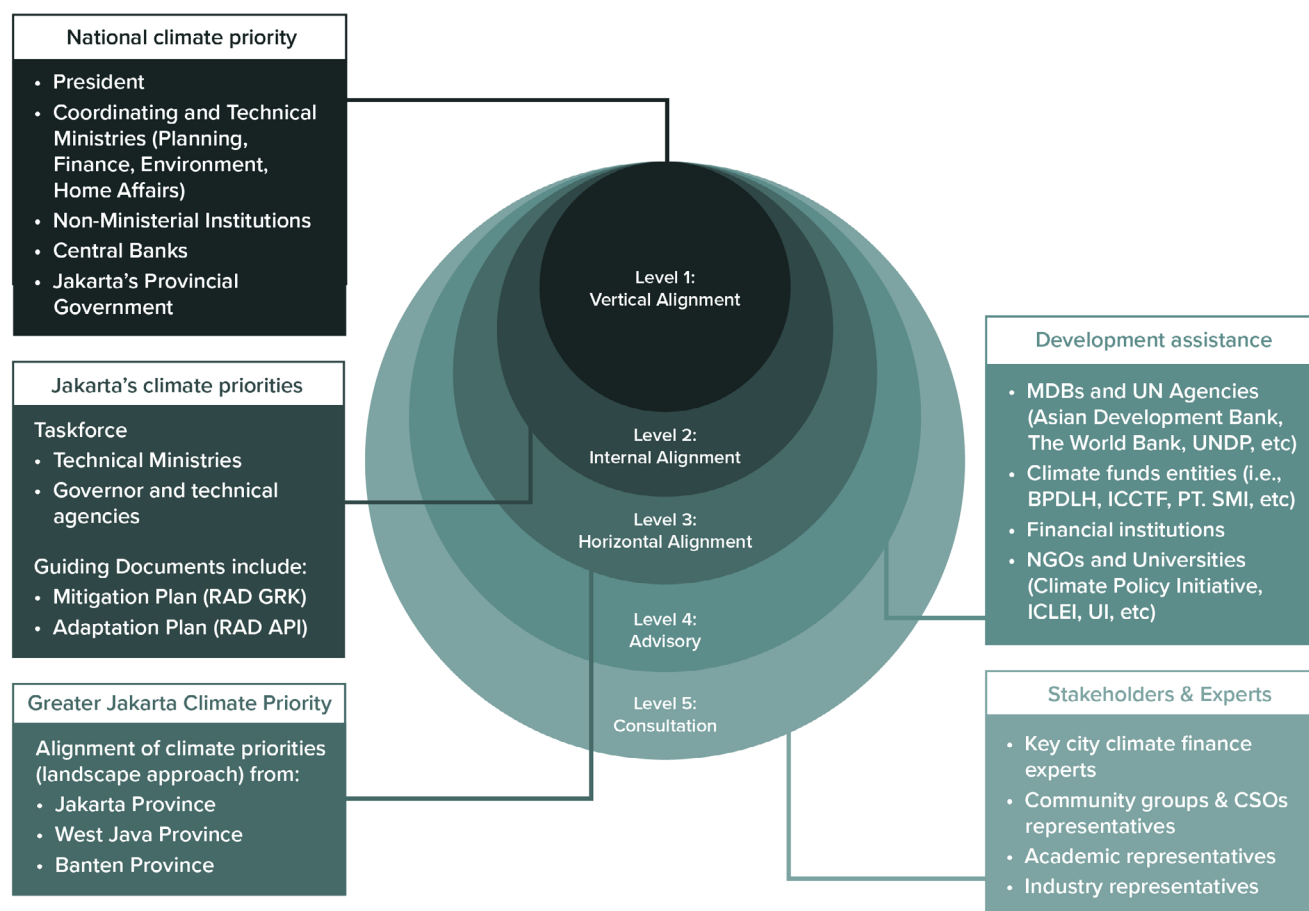 National climate priority
• President
• Coordinating and Technical
Ministries (Planning,
Finance, Environment,
Home Affairs)
• Non-Ministerial Institutions
• Central Banks
• Jakarta's Provincial
Government
Jakarta's climate priorities
Taskforce
• Technical Ministries
• Governor and technical
agencies
Guiding Documents include:
• Mitigation Plan (RAD GRK)
• Adaptation Plan (RAD API)
Greater Jakarta Climate Priority
Alignment of climate priorities
(landscape approach) from:
• Jakarta Province
• West Java Province
• Banten Province
Level 1:
Vertical Alignment
Level 2:
Internal Alignment
Level 3:
Horizontal Alignment
Level 4:
Advisory
Level 5:
Consultation
Development assistance
• MDBs and UN Agencies
(Asian Development Bank,
The World Bank, UNDP, etc)
• Climate funds entities (i.e.,
BPDLH, ICCTF, PT. SMI, etc)
• Financial institutions
• NGOs and Universities
(Climate Policy Initiative,
ICLEI, UI, etc)
Stakeholders & Experts
• Key city climate finance
experts
• Community groups & CSOs
representatives
• Academic representatives
• Industry representatives